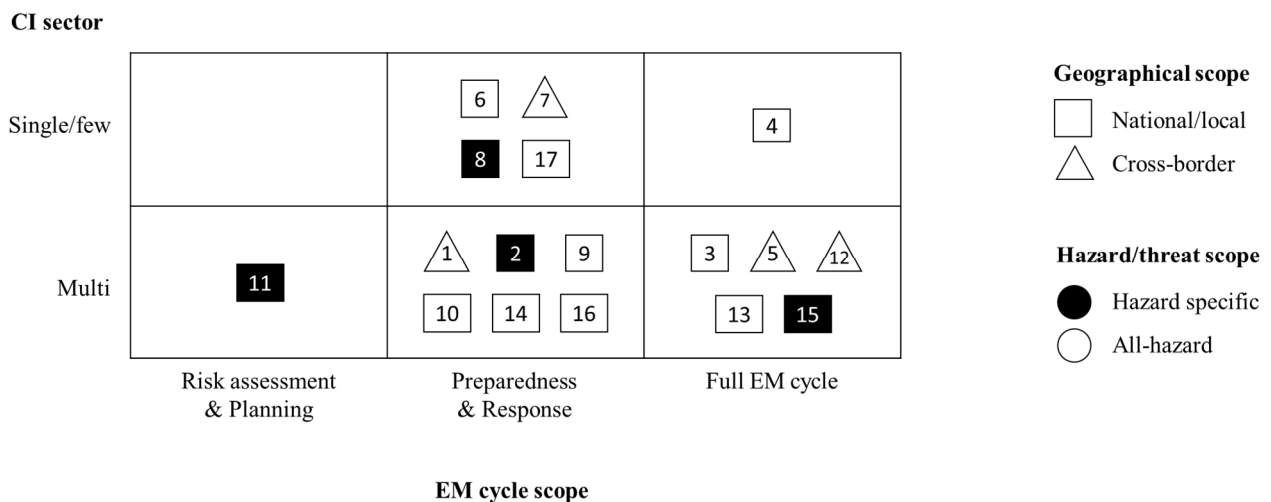 CI sector
Single/few
6
7
8
17
4
Multi
11
1
2
9
10
14
16
3
5
12
13
15
Risk assessment
& Planning
Preparedness
& Response
Full EM cycle
EM cycle scope
Geographical scope
National/local
Cross-border
Hazard/threat scope
Hazard specific
All-hazard